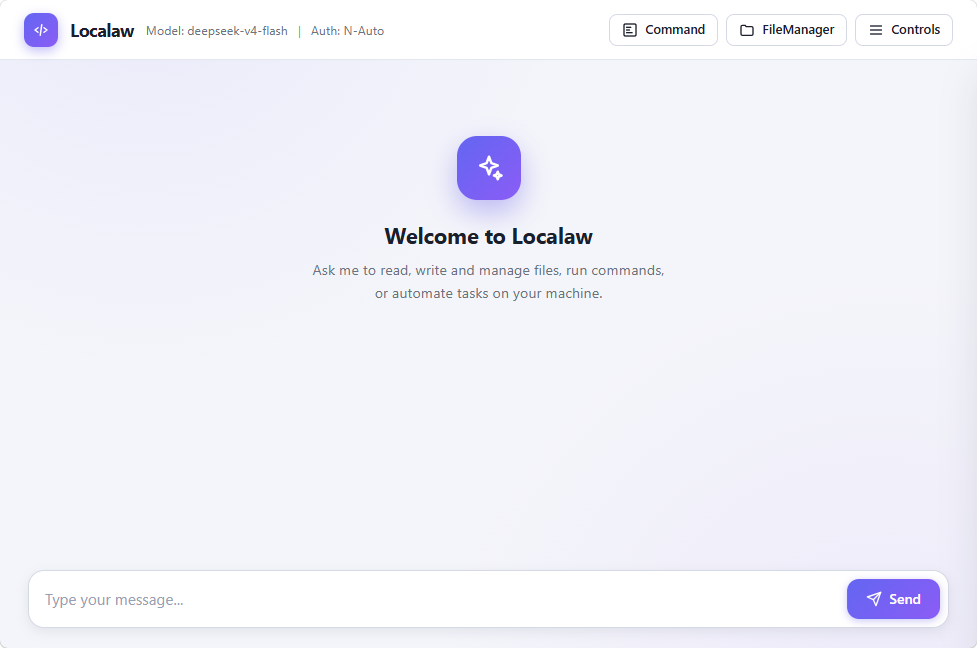 </> Localaw Model: deepseek-v4-flash | Auth: N-Auto Command FileManager Controls
Welcome to Localaw
Ask me to read, write and manage files, run commands,
or automate tasks on your machine.
Type your message... Send